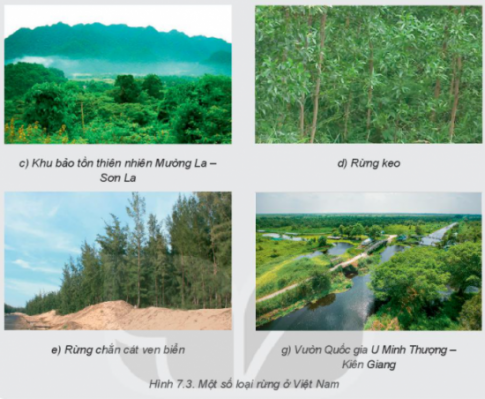 c) Khu bảo tồn thiên nhiên Mường La –
Sơn La
d) Rừng keo
e) Rừng chắn cát ven biển
g) Vườn Quốc gia U Minh Thượng –
Kiên Giang
Hình 7.3. Một số loại rừng ở Việt Nam